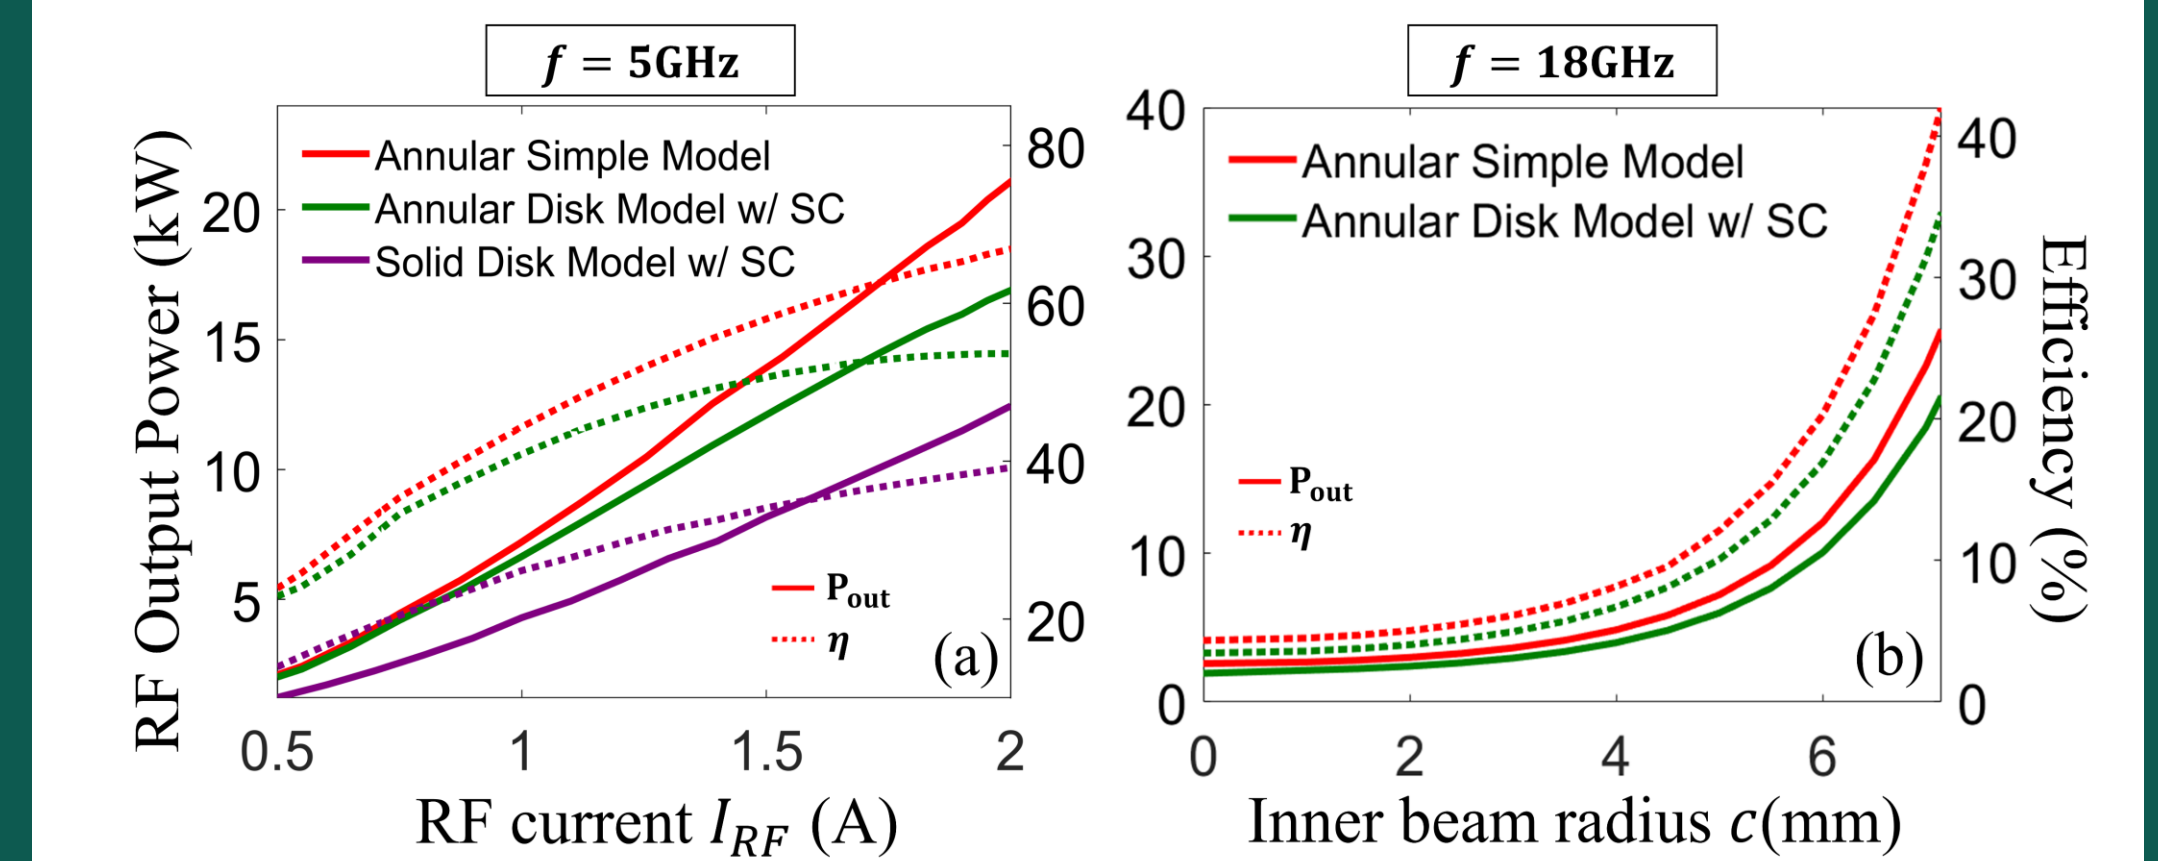 f = 5GHz
RF Output Power (kW)
20
15
10
5
Annular Simple Model
Annular Disk Model w/ SC
Solid Disk Model w/ SC
P_out
η
(a)
80
60
40
20
0.5 1 1.5 2
RF current I_RF (A)
f = 18GHz
40
30
20
10
0
Annular Simple Model
Annular Disk Model w/ SC
P_out
η
(b)
40
30
20
10
0
Efficiency (%)
0 2 4 6
Inner beam radius c(mm)